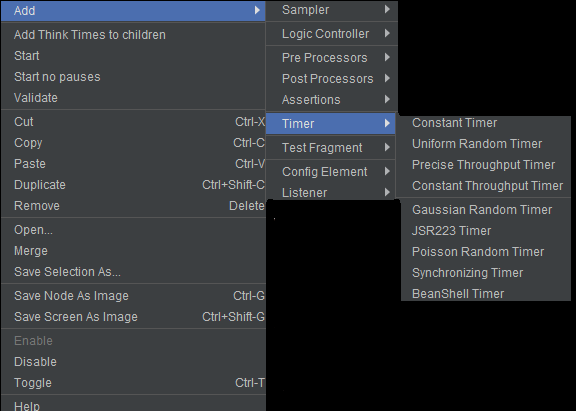 Add
Add Think Times to children
Start
Start no pauses
Validate
Cut Ctrl-X
Copy Ctrl-C
Paste Ctrl-V
Duplicate Ctrl+Shift-C
Remove Delete
Open...
Merge
Save Selection As...
Save Node As Image Ctrl-G
Save Screen As Image Ctrl+Shift-G
Enable
Disable
Toggle Ctrl-T
Help
Sampler
Logic Controller
Pre Processors
Post Processors
Assertions
Timer
Test Fragment
Config Element
Listener
Constant Timer
Uniform Random Timer
Precise Throughput Timer
Constant Throughput Timer
Gaussian Random Timer
JSR223 Timer
Poisson Random Timer
Synchronizing Timer
BeanShell Timer